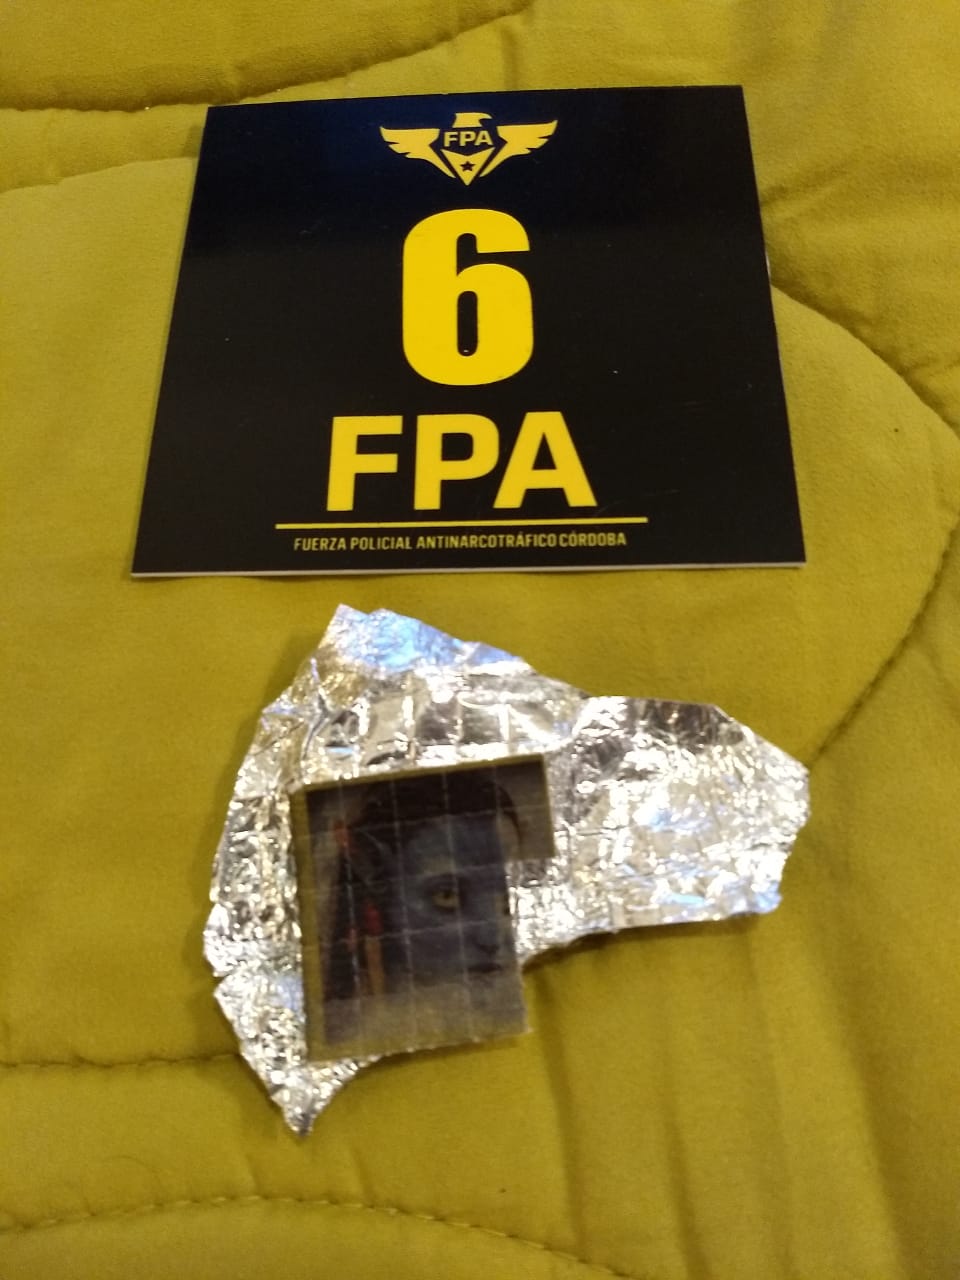 FPA
6
FPA
FUERZA POLICIAL ANTINARCOTRÁFICO CÓRDOBA